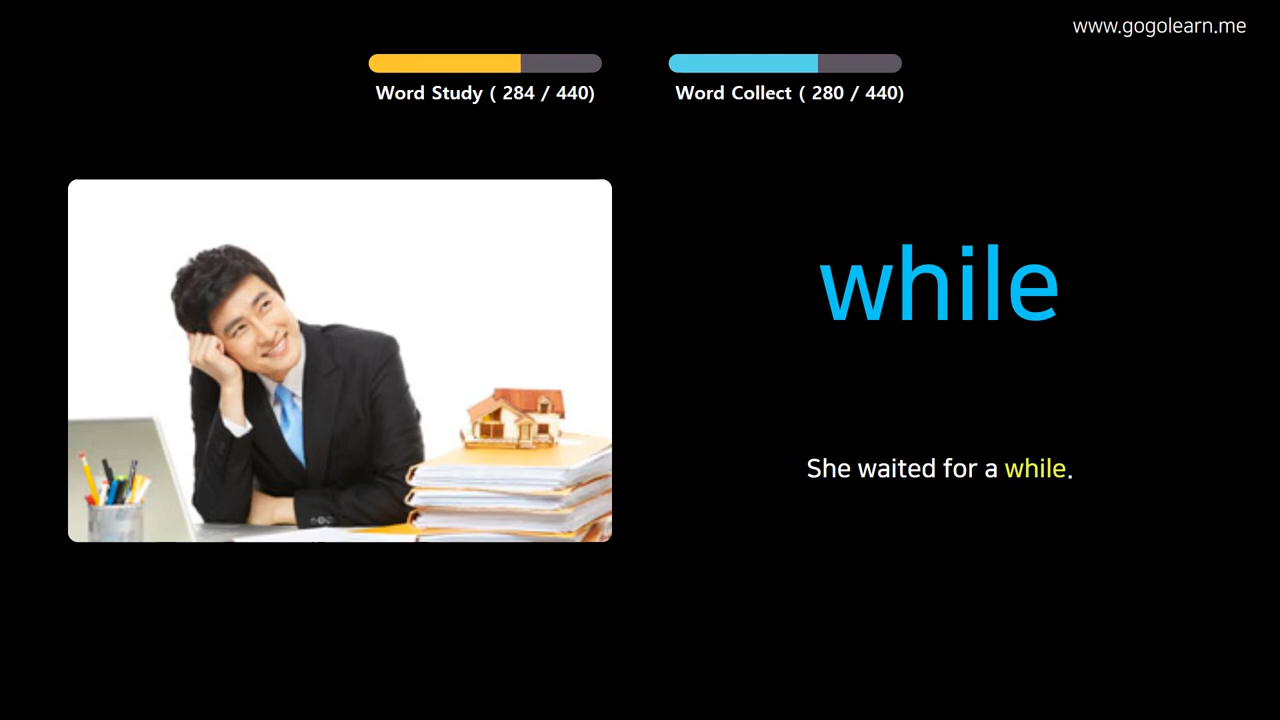 www.gogolearn.me
Word Study ( 284 / 440)
Word Collect ( 280 / 440)
while
She waited for a while.